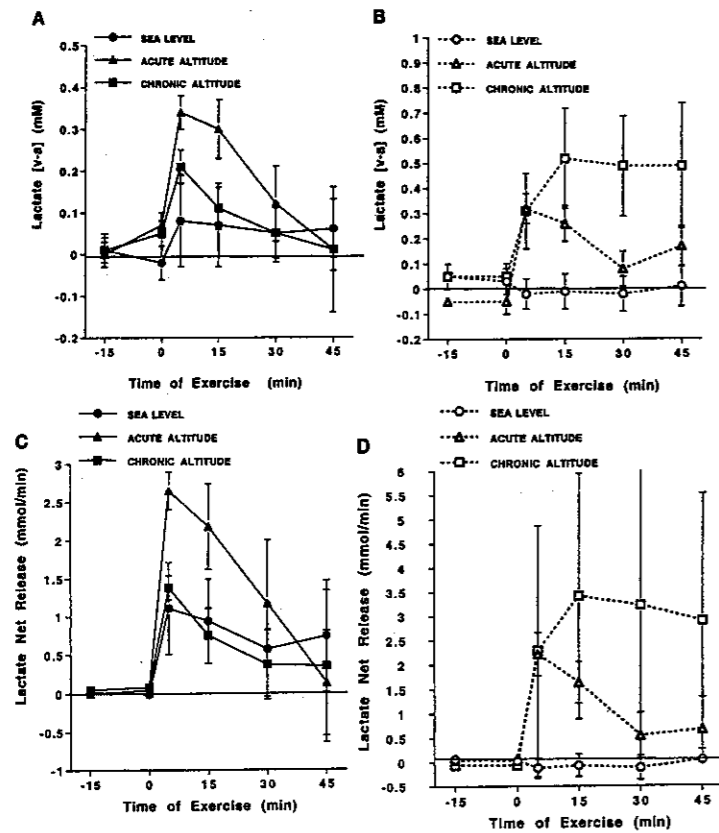 A
SEA LEVEL
ACUTE ALTITUDE
CHRONIC ALTITUDE
0.5
0.4
0.3
0.2
0.1
0
-0.1
-0.2
Lactate [v-a] (mM)
-15 0 15 30 45
Time of Exercise (min)
B
SEA LEVEL
ACUTE ALTITUDE
CHRONIC ALTITUDE
1
0.9
0.8
0.7
0.6
0.5
0.4
0.3
0.2
0.1
0
-0.1
-0.2
Lactate [v-a] (mM)
-15 0 15 30 45
Time of Exercise (min)
C
SEA LEVEL
ACUTE ALTITUDE
CHRONIC ALTITUDE
3
2.5
2
1.5
1
0.5
0
-0.5
-1
Lactate Net Release (mmol/min)
-15 0 15 30 45
Time of Exercise (min)
D
SEA LEVEL
ACUTE ALTITUDE
CHRONIC ALTITUDE
6
5.5
5
4.5
4
3.5
3
2.5
2
1.5
1
0.5
0
-0.5
Lactate Net Release (mmol/min)
-15 0 15 30 45
Time of Exercise (min)